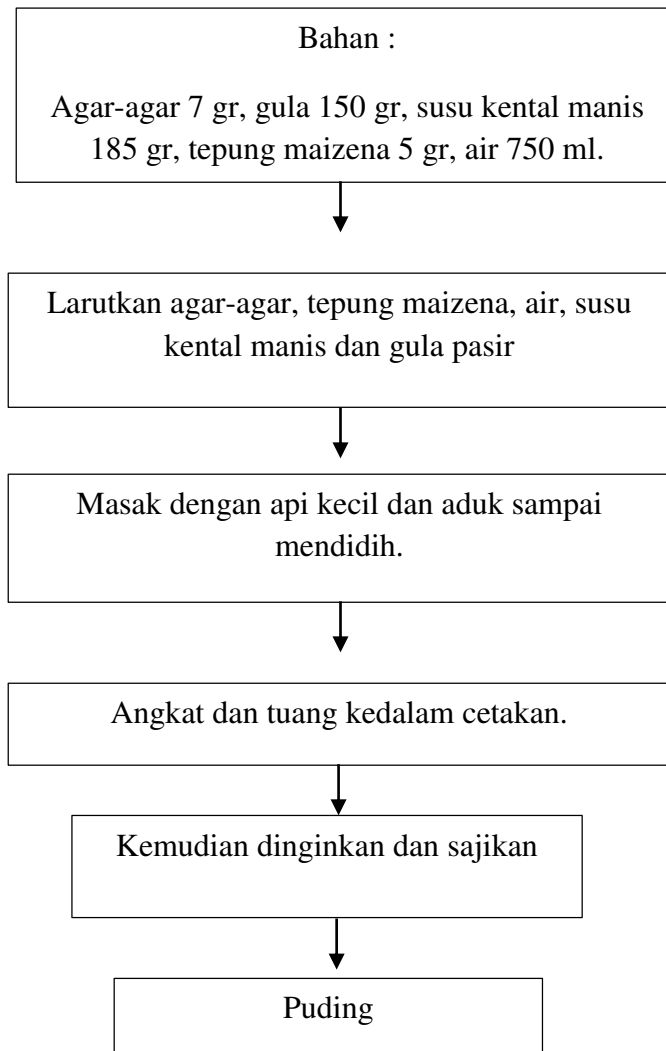 Bahan :
Agar-agar 7 gr, gula 150 gr, susu kental manis
185 gr, tepung maizena 5 gr, air 750 ml.
Larutkan agar-agar, tepung maizena, air, susu
kental manis dan gula pasir
Masak dengan api kecil dan aduk sampai
mendidih.
Angkat dan tuang kedalam cetakan.
Kemudian dinginkan dan sajikan
Puding